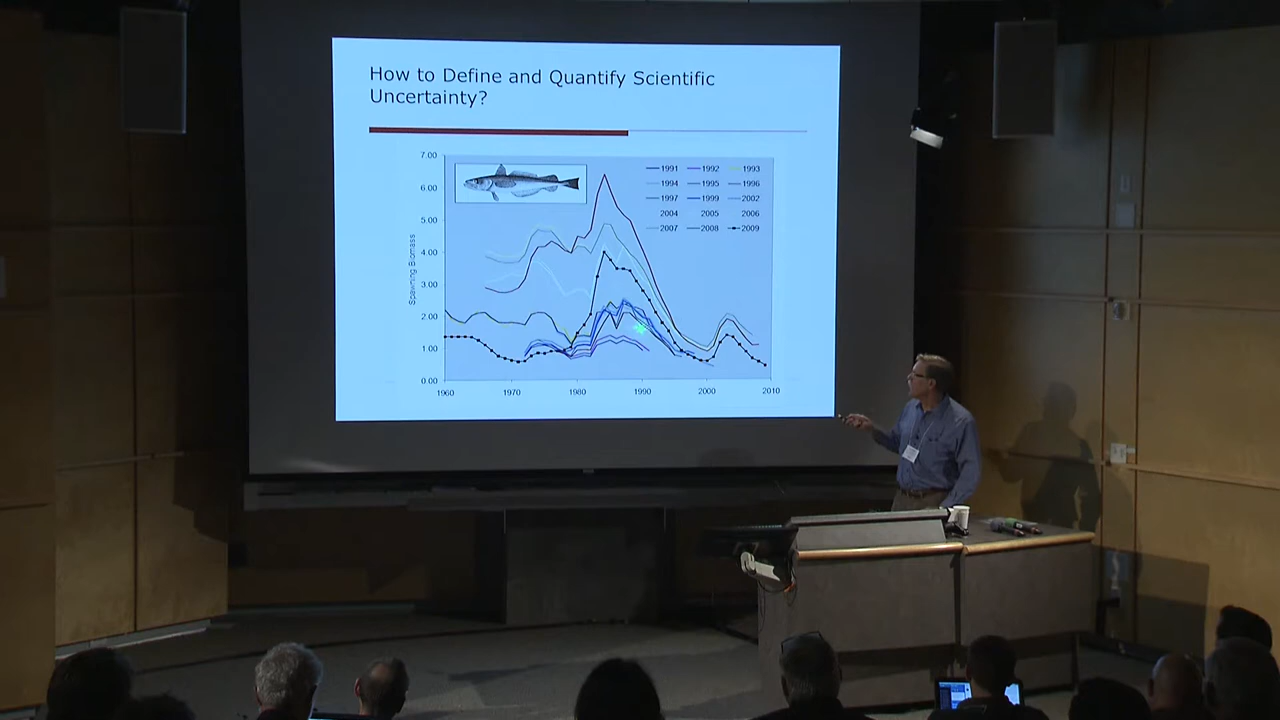 How to Define and Quantify Scientific
Uncertainty?
7.00
6.00
5.00
4.00
3.00
2.00
1.00
0.00
Spawning Biomass
1991 1992 1993
1994 1995 1996
1997 1999 2002
2004 2005 2006
2007 2008 2009
1960 1970 1980 1990 2000 2010